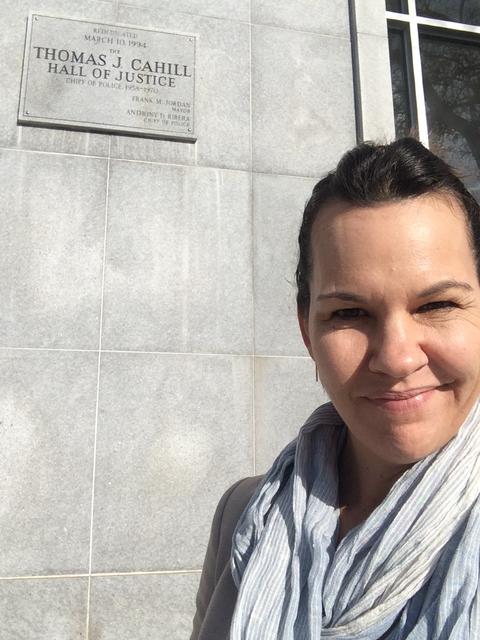 REDEDICATED
MARCH 10, 1994
THE
THOMAS J. CAHILL
HALL OF JUSTICE
CHIEF OF POLICE, 1958-1970
FRANK M. JORDAN
MAYOR
ANTHONY D. RIBERA
CHIEF OF POLICE